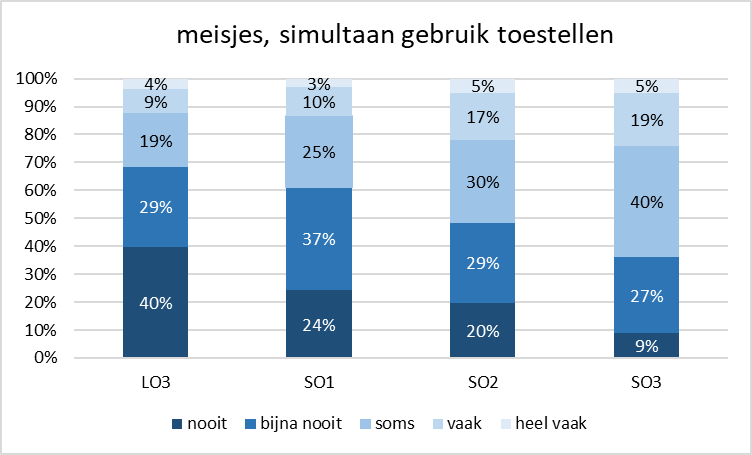 meisjes, simultaan gebruik toestellen
100%
90%
80%
70%
60%
50%
40%
30%
20%
10%
0%
4% 3% 5% 5%
9% 10% 17% 19%
19% 25% 30% 40%
29% 37% 29% 27%
40% 24% 20% 9%
LO3 SO1 SO2 SO3
nooit bijna nooit soms vaak heel vaak